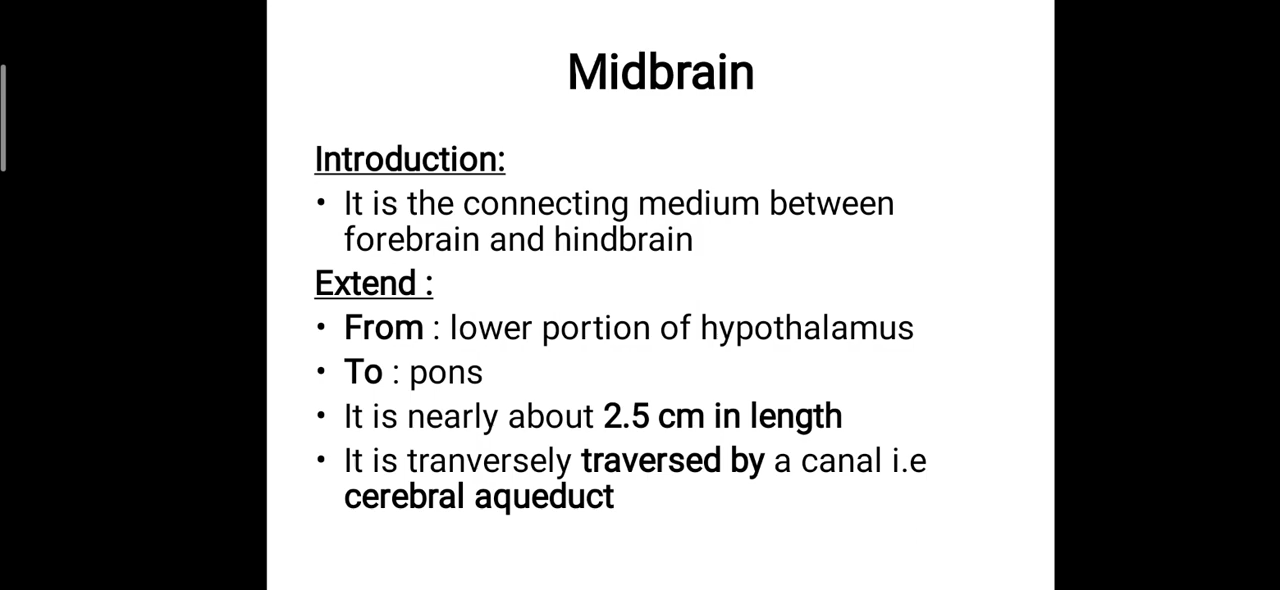 Midbrain
Introduction:
• It is the connecting medium between
forebrain and hindbrain
Extend :
• From : lower portion of hypothalamus
• To : pons
• It is nearly about 2.5 cm in length
• It is tranversely traversed by a canal i.e
cerebral aqueduct